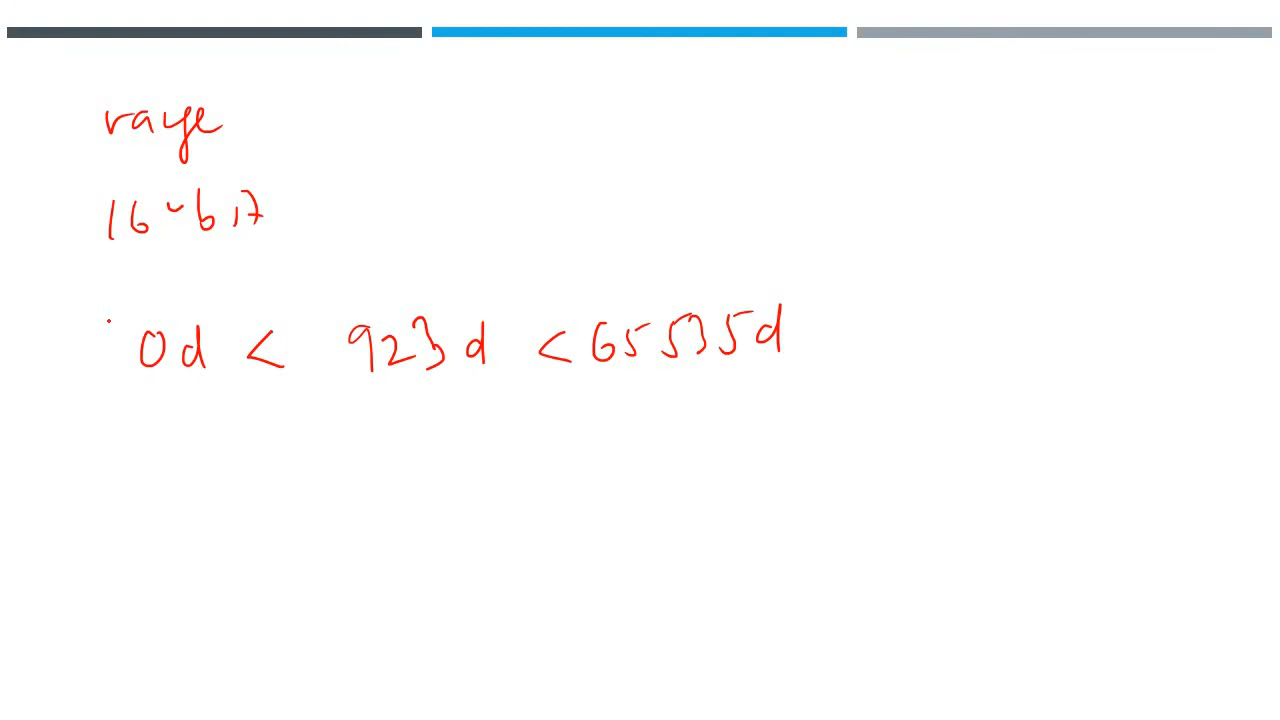 range
16-bit
0d < 923d < 65535d